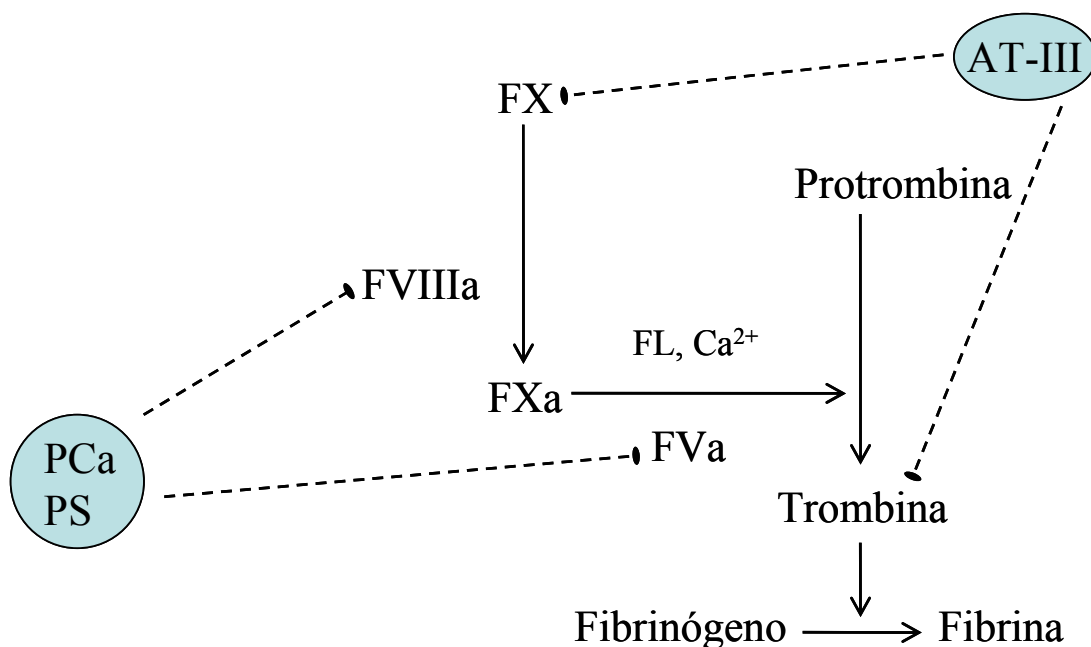 AT-III
FX
Protrombina
FVIIIa
FL, Ca²⁺
FXa
FVa
PCa
PS
Trombina
Fibrinógeno
Fibrina